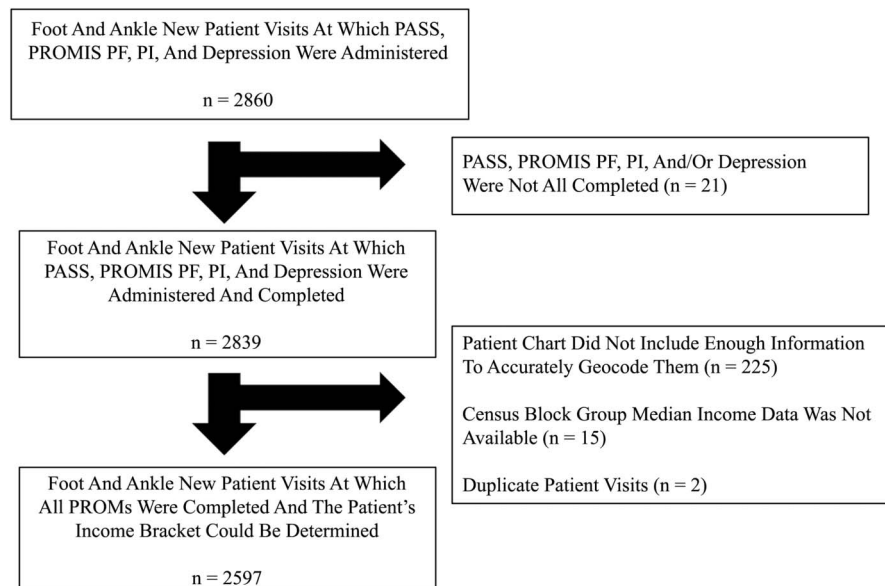 Foot And Ankle New Patient Visits At Which PASS,
PROMIS PF, PI, And Depression Were Administered
n = 2860
PASS, PROMIS PF, PI, And/Or Depression
Were Not All Completed (n = 21)
Foot And Ankle New Patient Visits At Which
PASS, PROMIS PF, PI, And Depression Were
Administered And Completed
n = 2839
Patient Chart Did Not Include Enough Information
To Accurately Geocode Them (n = 225)
Census Block Group Median Income Data Was Not
Available (n = 15)
Duplicate Patient Visits (n = 2)
Foot And Ankle New Patient Visits At Which
All PROMs Were Completed And The Patient's
Income Bracket Could Be Determined
n = 2597